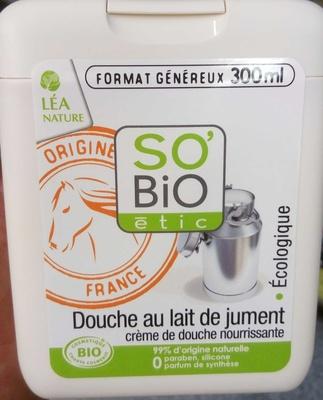 LÉA
NATURE
FORMAT GÉNÉREUX 300ml
ORIGINE
FRANCE
SO'
BiO
étic
Écologique
Douche au lait de jument
crème de douche nourrissante
COSMETIQUE
BIO
99% d'origine naturelle
0 paraben, silicone
parfum de synthèse